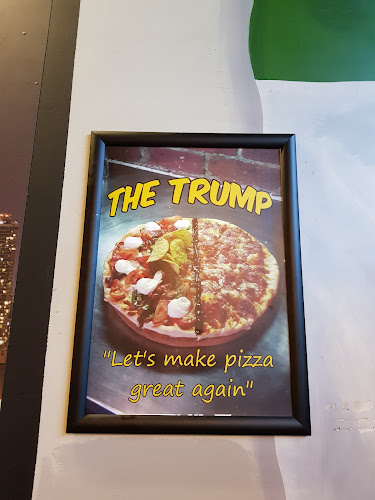 THE TRUMP
"Let's make pizza
great again"